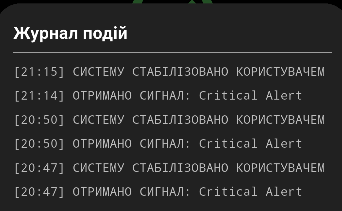 Журнал подій
[21:15] СИСТЕМУ СТАБІЛІЗОВАНО КОРИСТУВАЧЕМ
[21:14] ОТРИМАНО СИГНАЛ: Critical Alert
[20:50] СИСТЕМУ СТАБІЛІЗОВАНО КОРИСТУВАЧЕМ
[20:50] ОТРИМАНО СИГНАЛ: Critical Alert
[20:47] СИСТЕМУ СТАБІЛІЗОВАНО КОРИСТУВАЧЕМ
[20:47] ОТРИМАНО СИГНАЛ: Critical Alert